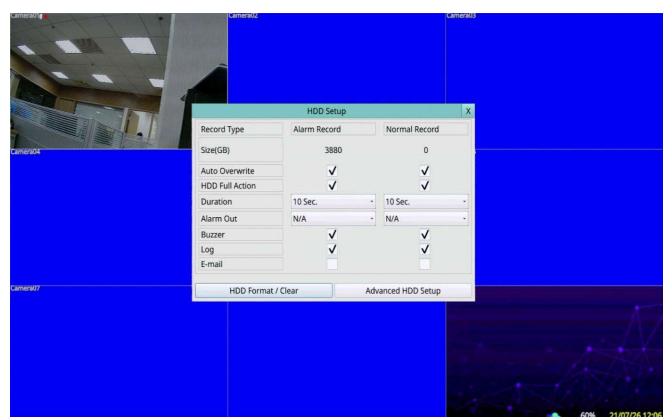 Camera01
Camera02
Camera03
HDD Setup X
Record Type Alarm Record Normal Record
Size(GB) 3880 0
Camera04
Auto Overwrite
HDD Full Action
Duration 10 Sec. 10 Sec.
Alarm Out N/A N/A
Buzzer
Log
E-mail
Camera07
HDD Format / Clear Advanced HDD Setup
60% 21/07/26 12:06